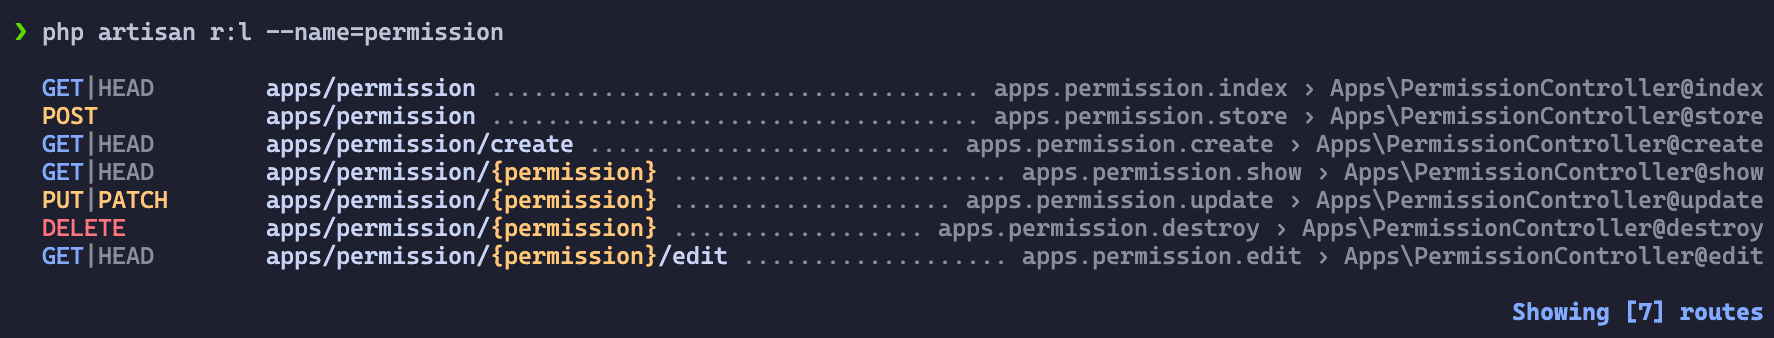 ❯ php artisan r:l --name=permission
GET|HEAD apps/permission ................................... apps.permission.index › Apps\PermissionController@index
POST apps/permission ................................... apps.permission.store › Apps\PermissionController@store
GET|HEAD apps/permission/create .......................... apps.permission.create › Apps\PermissionController@create
GET|HEAD apps/permission/{permission} ........................ apps.permission.show › Apps\PermissionController@show
PUT|PATCH apps/permission/{permission} .................... apps.permission.update › Apps\PermissionController@update
DELETE apps/permission/{permission} .................. apps.permission.destroy › Apps\PermissionController@destroy
GET|HEAD apps/permission/{permission}/edit ................... apps.permission.edit › Apps\PermissionController@edit
Showing [7] routes